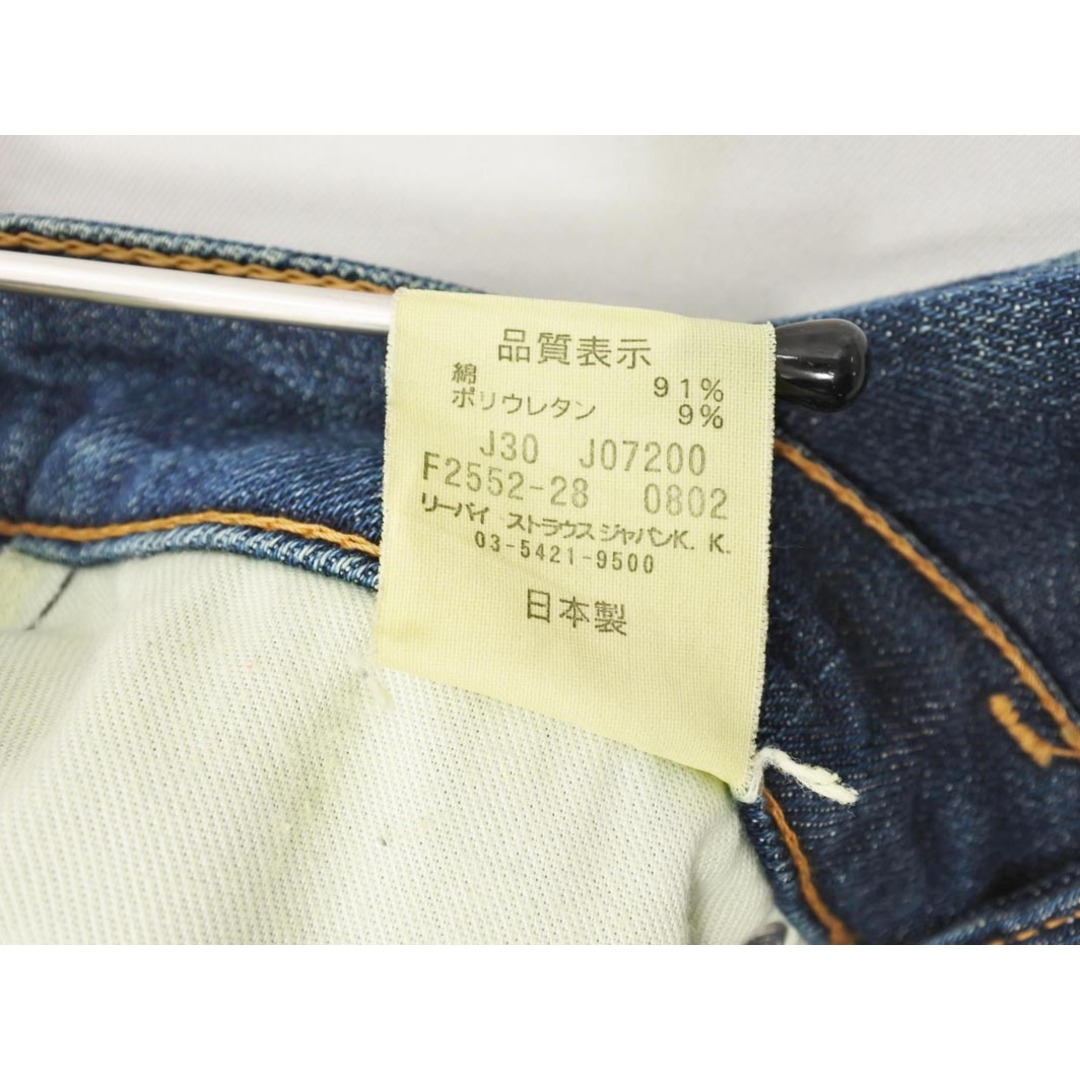 品質表示
綿 91%
ポリウレタン 9%
J30 J07200
F2552-28 0802
リーバイ ストラウス ジャパンK. K.
03-5421-9500
日本製